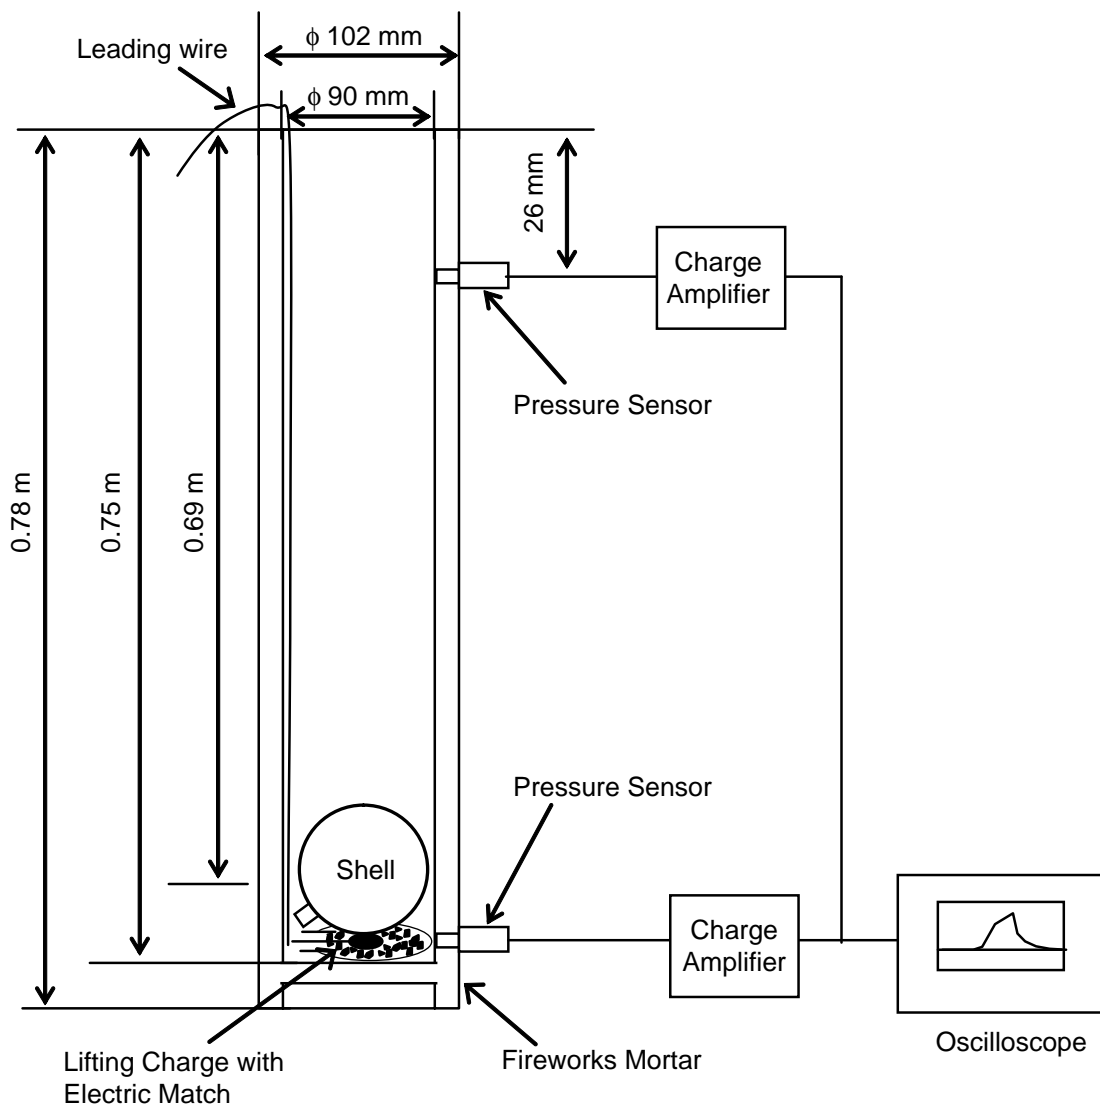 Leading wire
ϕ 102 mm
ϕ 90 mm
26 mm
Charge
Amplifier
Pressure Sensor
0.78 m
0.75 m
0.69 m
Pressure Sensor
Shell
Charge
Amplifier
Oscilloscope
Lifting Charge with
Electric Match
Fireworks Mortar